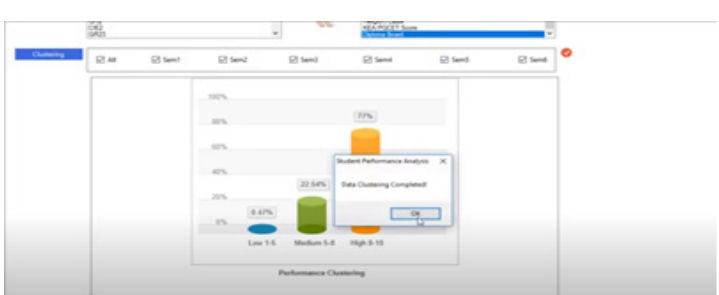 GR23
KEA/PGCET Score
Diploma Board
Clustering
All Sem1 Sem2 Sem3 Sem4 Sem5 Sem6
100%
80%
77%
60%
Student Performance Analysis
40%
22.54%
Data Clustering Completed!
20%
0.47%
OK
0%
Low 1-5 Medium 5-8 High 8-10
Performance Clustering